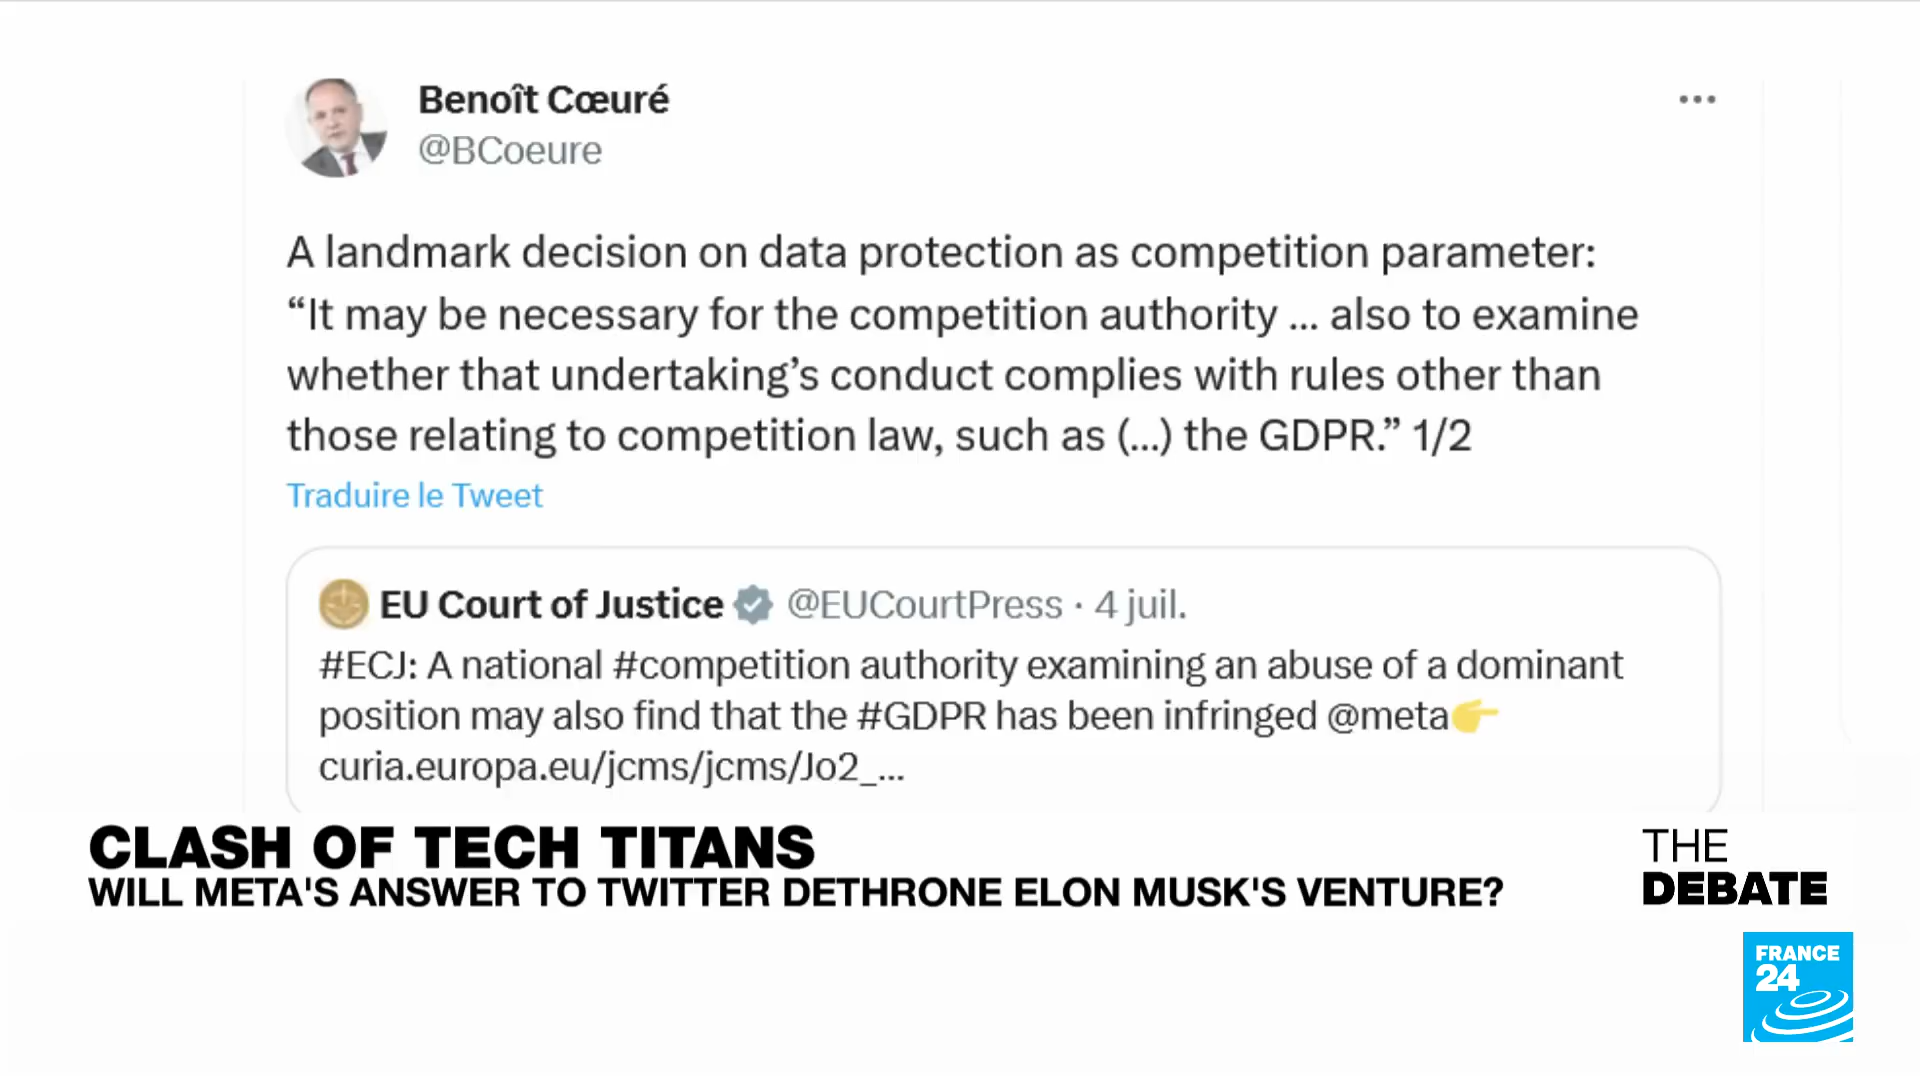 Benoît Cœuré
@BCoeure
A landmark decision on data protection as competition parameter:
“It may be necessary for the competition authority ... also to examine
whether that undertaking’s conduct complies with rules other than
those relating to competition law, such as (...) the GDPR.” 1/2
Traduire le Tweet
EU Court of Justice @EUCourtPress · 4 juil.
#ECJ: A national #competition authority examining an abuse of a dominant
position may also find that the #GDPR has been infringed @meta👉
curia.europa.eu/jcms/jcms/Jo2_...
CLASH OF TECH TITANS
WILL META'S ANSWER TO TWITTER DETHRONE ELON MUSK'S VENTURE?
THE
DEBATE
FRANCE
24